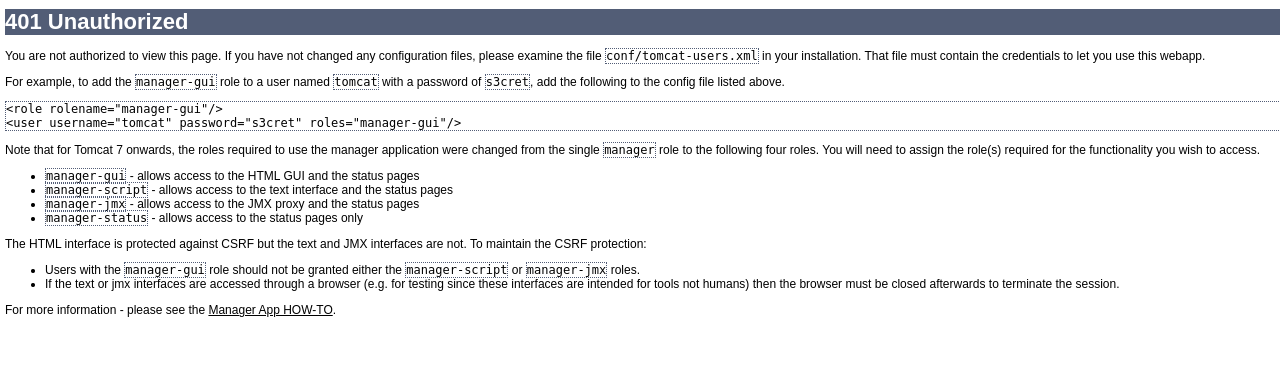 401 Unauthorized
You are not authorized to view this page. If you have not changed any configuration files, please examine the file conf/tomcat-users.xml in your installation. That file must contain the credentials to let you use this webapp.
For example, to add the manager-gui role to a user named tomcat with a password of s3cret, add the following to the config file listed above.
<role rolename="manager-gui"/>
<user username="tomcat" password="s3cret" roles="manager-gui"/>
Note that for Tomcat 7 onwards, the roles required to use the manager application were changed from the single manager role to the following four roles. You will need to assign the role(s) required for the functionality you wish to access.
• manager-gui - allows access to the HTML GUI and the status pages
• manager-script - allows access to the text interface and the status pages
• manager-jmx - allows access to the JMX proxy and the status pages
• manager-status - allows access to the status pages only
The HTML interface is protected against CSRF but the text and JMX interfaces are not. To maintain the CSRF protection:
• Users with the manager-gui role should not be granted either the manager-script or manager-jmx roles.
• If the text or jmx interfaces are accessed through a browser (e.g. for testing since these interfaces are intended for tools not humans) then the browser must be closed afterwards to terminate the session.
For more information - please see the Manager App HOW-TO.